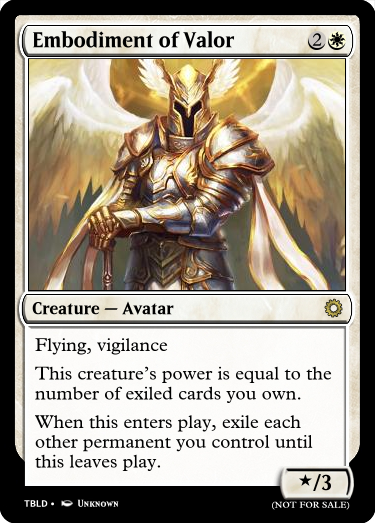 Embodiment of Valor 2
Creature — Avatar
Flying, vigilance
This creature's power is equal to the
number of exiled cards you own.
When this enters play, exile each
other permanent you control until
this leaves play.
★/3
TBLD • Unknown
(NOT FOR SALE)